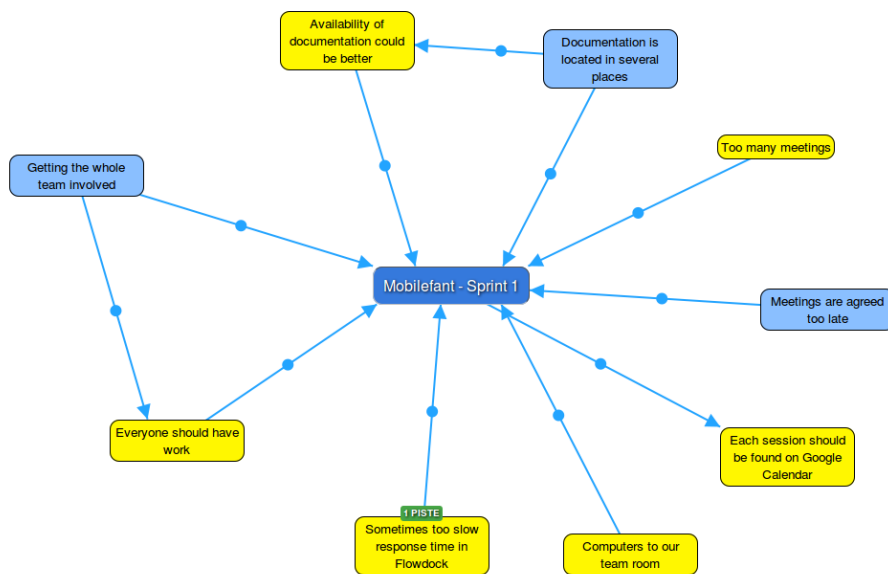 Availability of
documentation could
be better
Documentation is
located in several
places
Too many meetings
Getting the whole
team involved
Mobilefant - Sprint 1
Meetings are agreed
too late
Everyone should have
work
Each session should
be found on Google
Calendar
1 PISTE
Sometimes too slow
response time in
Flowdock
Computers to our
team room